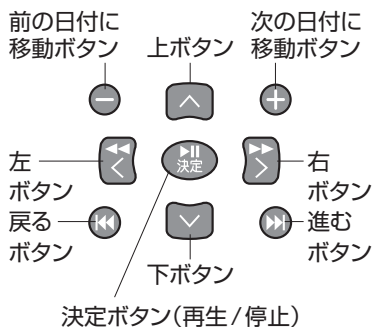 前の日付に
移動ボタン
上ボタン
次の日付に
移動ボタン
決定
左
ボタン
右
ボタン
戻る
ボタン
進む
ボタン
下ボタン
決定ボタン(再生/停止)